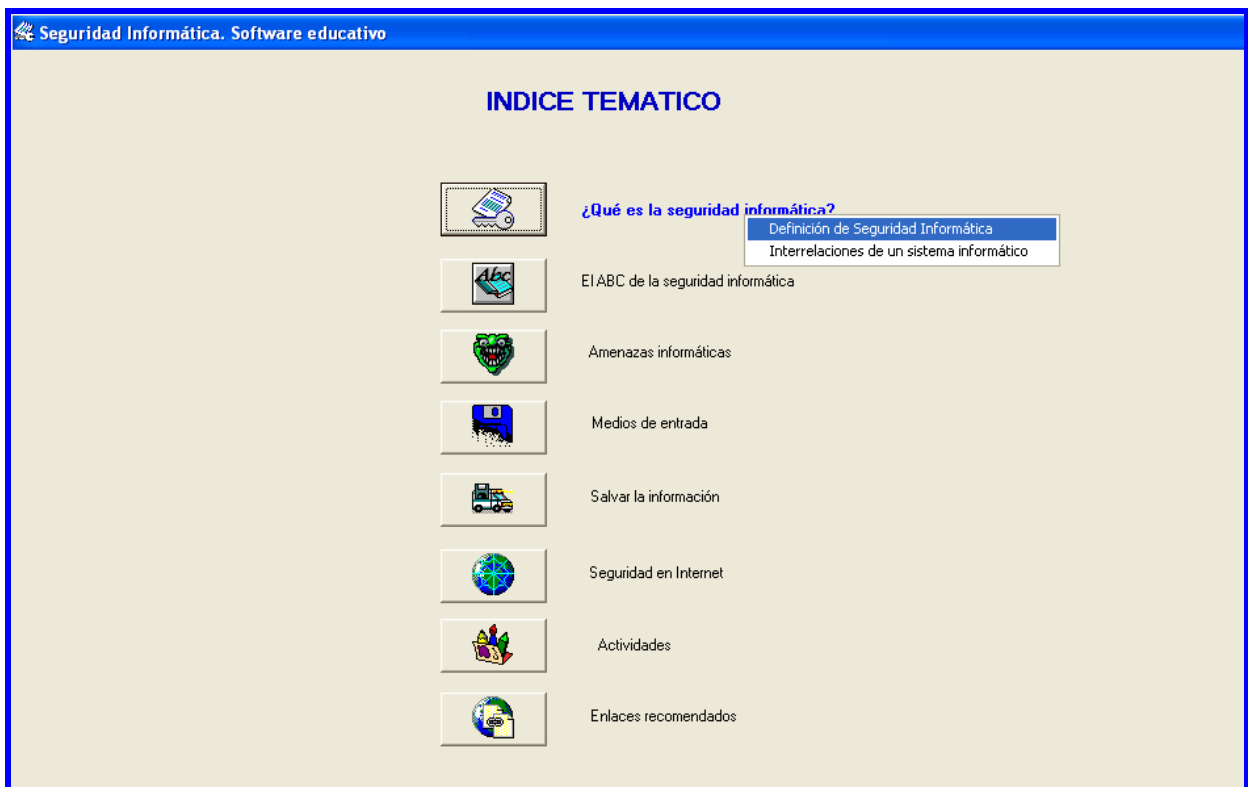 Seguridad Informática. Software educativo
INDICE TEMATICO
¿Qué es la seguridad informática?
Definición de Seguridad Informática
Interrelaciones de un sistema informático
Abc
El ABC de la seguridad informática
Amenazas informáticas
Medios de entrada
Salvar la información
Seguridad en Internet
Actividades
Enlaces recomendados